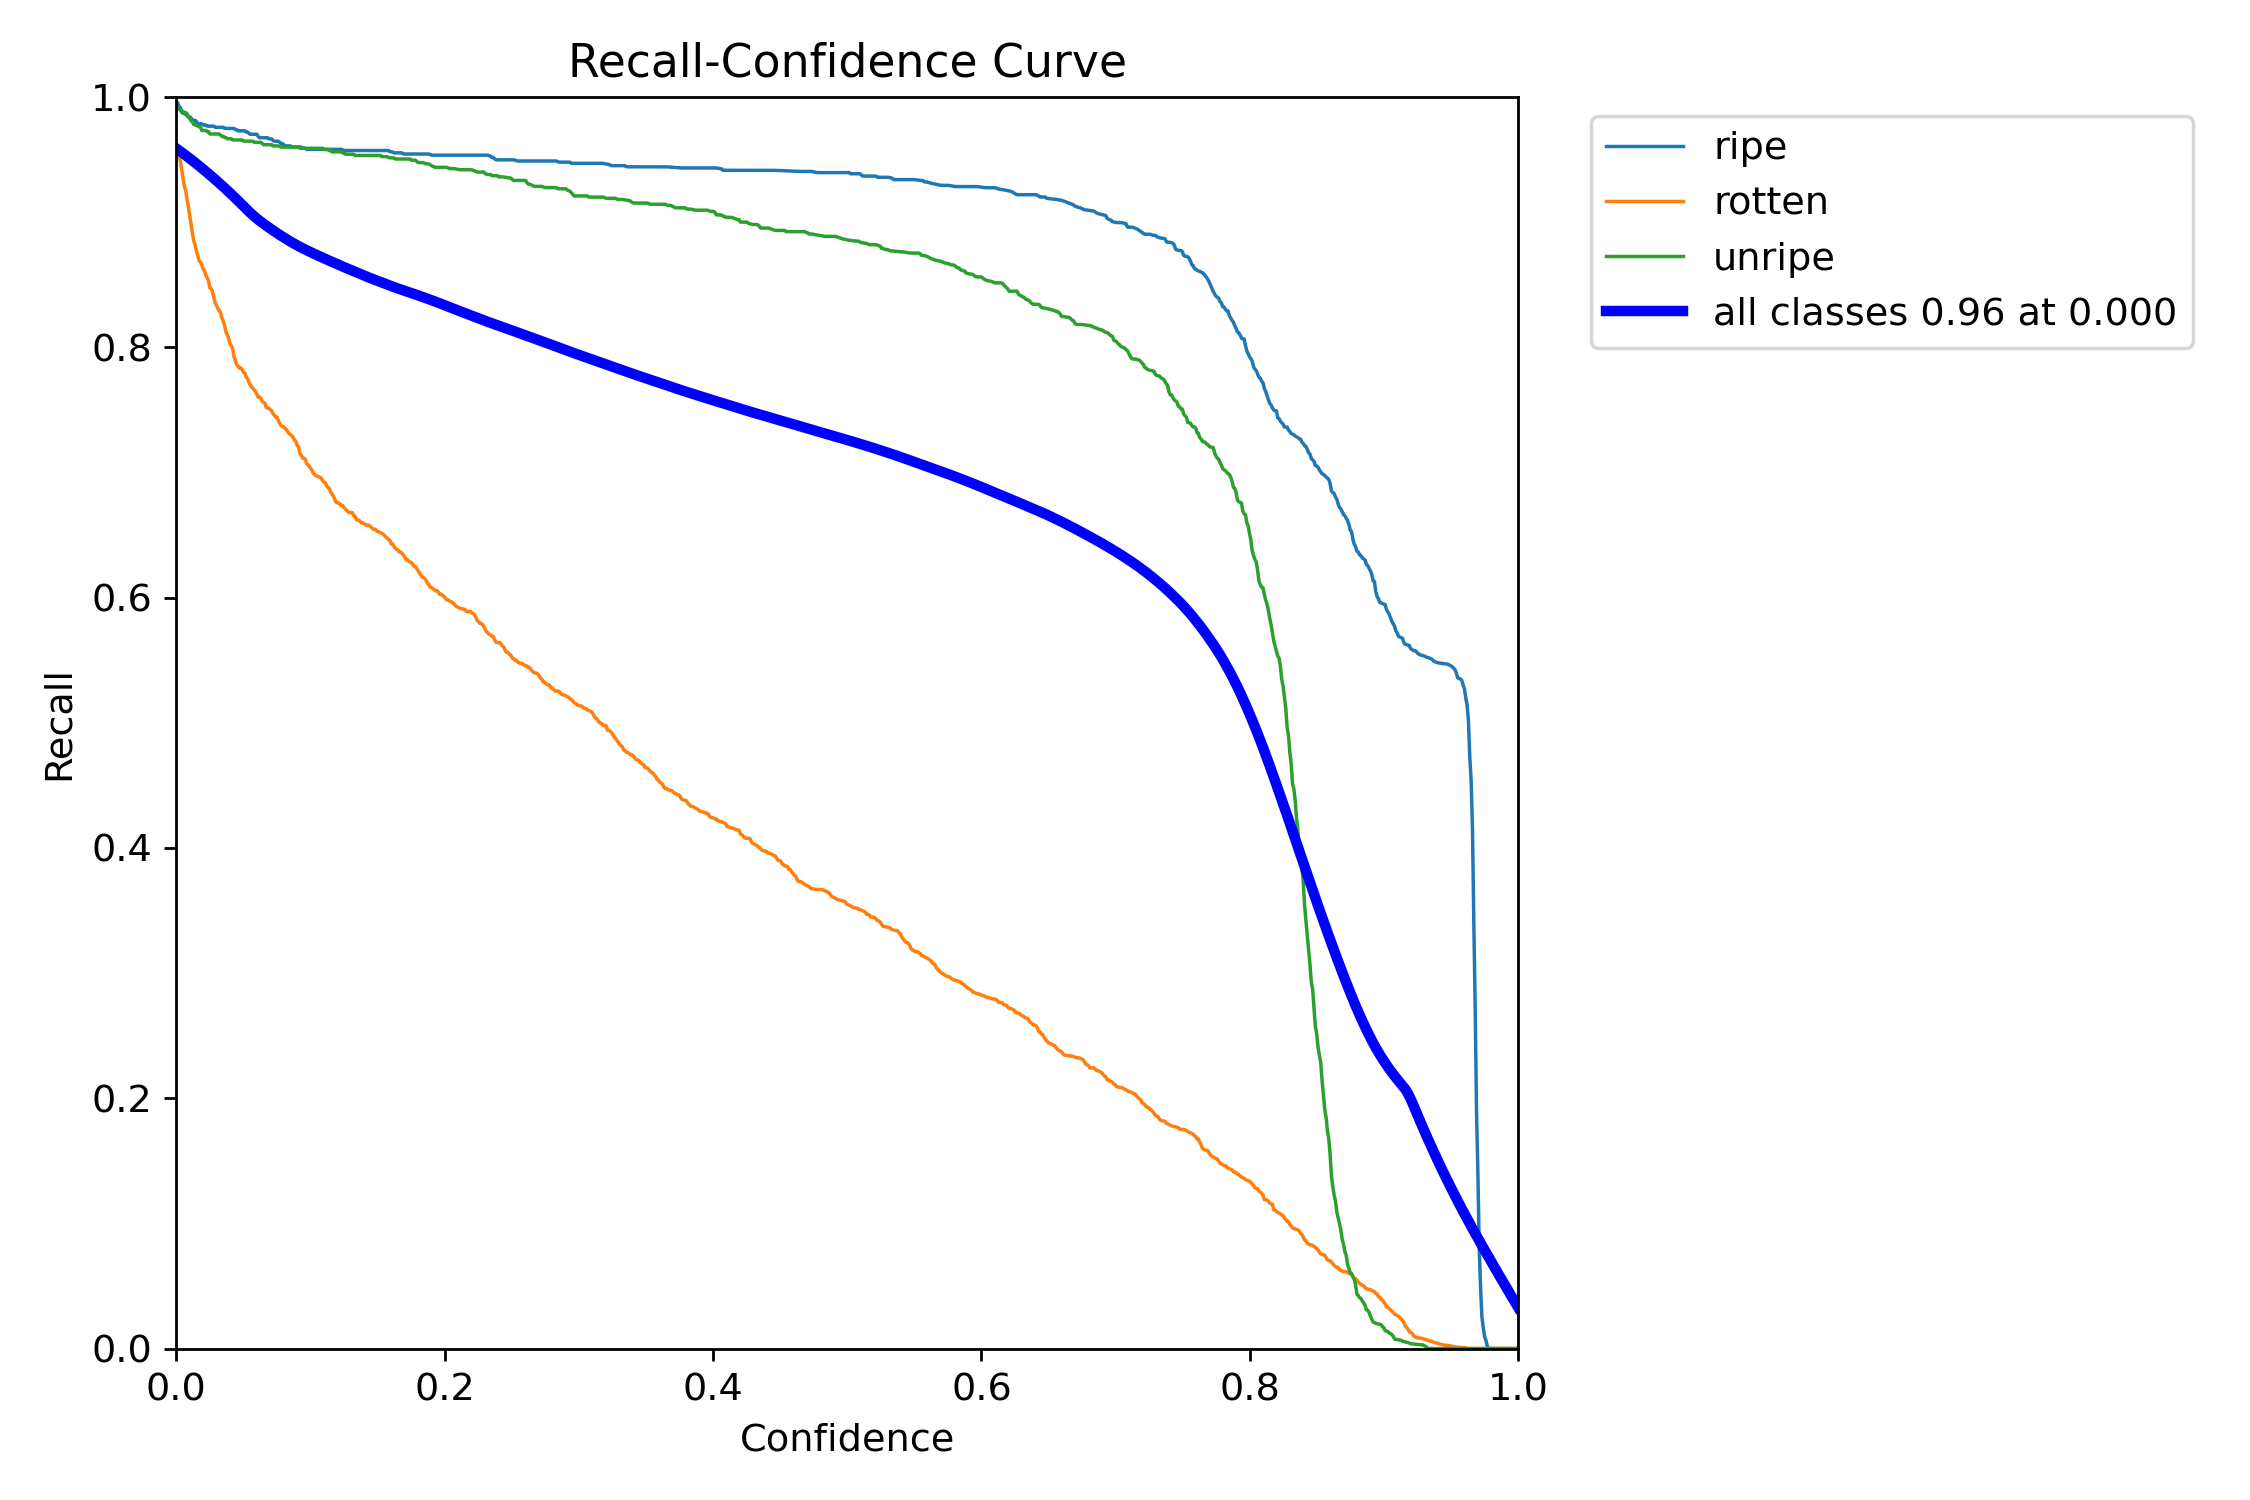 Recall-Confidence Curve
1.0
0.8
0.6
0.4
0.2
0.0
Recall
0.0 0.2 0.4 0.6 0.8 1.0
Confidence
ripe
rotten
unripe
all classes 0.96 at 0.000